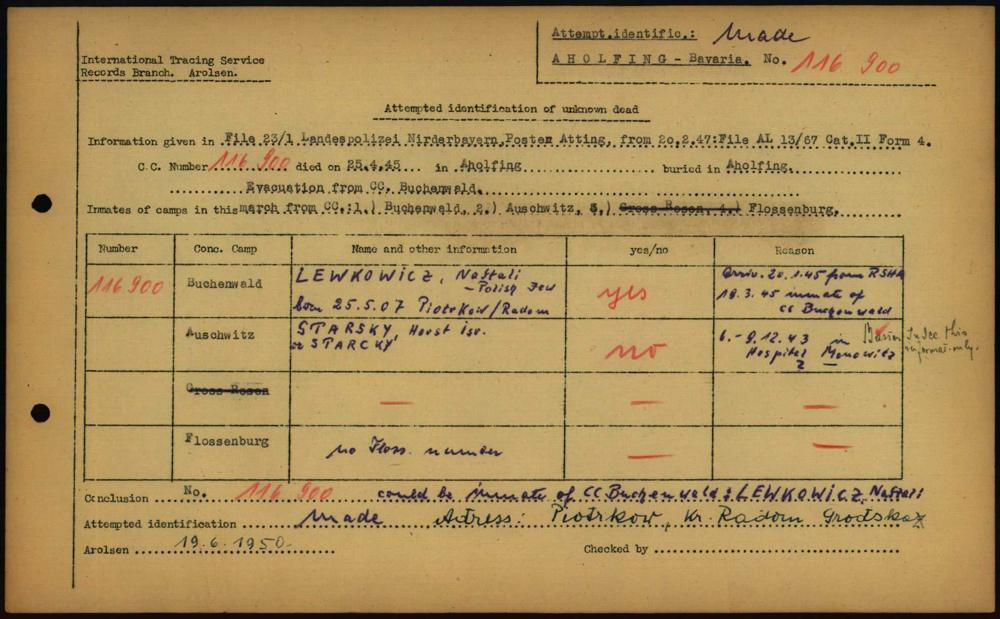 Attempt.identific.: Made
International Tracing Service
Records Branch. Arolsen.
AHOLFING - Bavaria. No. 116 900
Attempted identification of unknown dead
Information given in File 23/1 Landespolizei Nirderbayern,Posten Atting, from 2o.2.47:File AL 13/67 Cat.II Form 4.
C.C. Number 116 900 died on 25.4.45 in Aholfing buried in Aholfing.
Evacuation from CC. Buchenwald.
Inmates of camps in this march from CC.:1.) Buchenwald, 2.) Auschwitz, 3.) Gross Rosen, 4.) Flossenburg.
Number Conc. Camp Name and other information yes/no Reason
116900 Buchenwald LEWKOWICZ, Naftali yes arriv. 20.1.45 from RSHA
- Polish Jew 18.3.45 inmate of
born 25.5.07 Piotrkow/Radom CC Buchenwald
Auschwitz STARSKY, Horst Isr. no 6.-9.12.43 in
or STARCKY Hospital Monowitz
2
Gross Rosen — — —
Flossenburg no Floss. number — —
Conclusion No. 116 900 could be inmate of CC Buchenwald: LEWKOWICZ, Naftali
Attempted identification Made Adress: Piotrkow, Kr. Radom
Arolsen 19.6.1950. Checked by